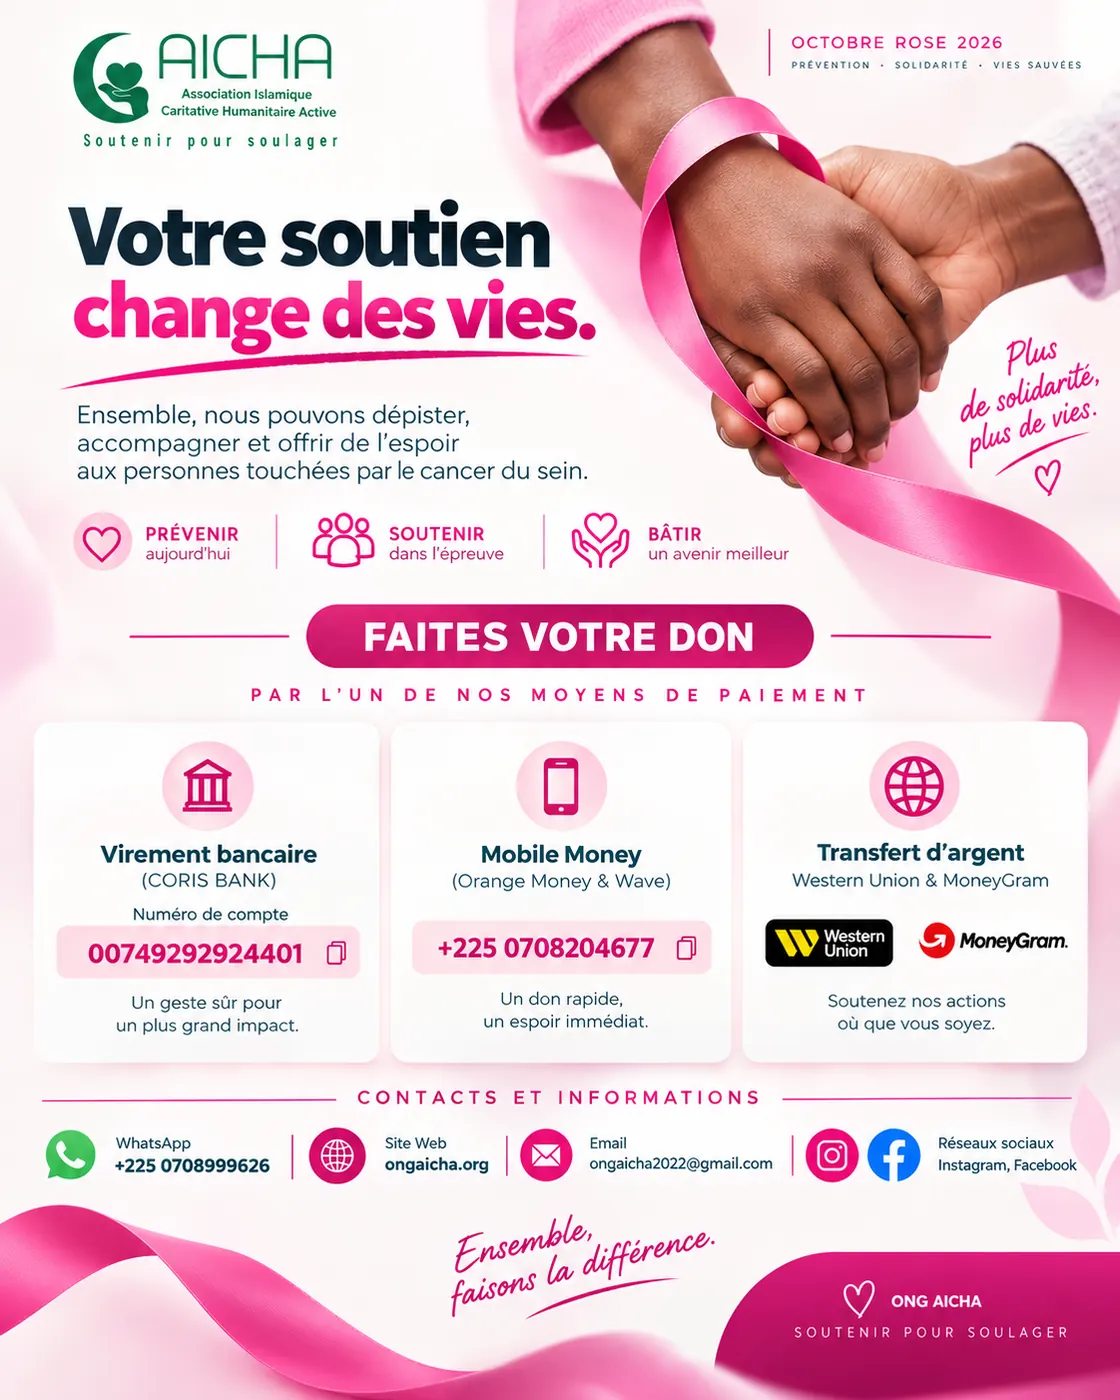 AICHA
Association Islamique
Caritative Humanitaire Active
Soutenir pour soulager
OCTOBRE ROSE 2026
PRÉVENTION • SOLIDARITÉ • VIES SAUVÉES
Votre soutien
change des vies.
Plus
de solidarité,
plus de vies.
Ensemble, nous pouvons dépister,
accompagner et offrir de l'espoir
aux personnes touchées par le cancer du sein.
PRÉVENIR
aujourd'hui
SOUTENIR
dans l'épreuve
BÂTIR
un avenir meilleur
FAITES VOTRE DON
PAR L'UN DE NOS MOYENS DE PAIEMENT
Virement bancaire
(CORIS BANK)
Numéro de compte
00749292924401
Un geste sûr pour
un plus grand impact.
Mobile Money
(Orange Money & Wave)
+225 0708204677
Un don rapide,
un espoir immédiat.
Transfert d'argent
Western Union & MoneyGram
Western
Union
MoneyGram.
Soutenez nos actions
où que vous soyez.
CONTACTS ET INFORMATIONS
WhatsApp
+225 0708999626
Site Web
ongaicha.org
Email
ongaicha2022@gmail.com
Réseaux sociaux
Instagram, Facebook
Ensemble,
faisons la différence.
ONG AICHA
SOUTENIR POUR SOULAGER